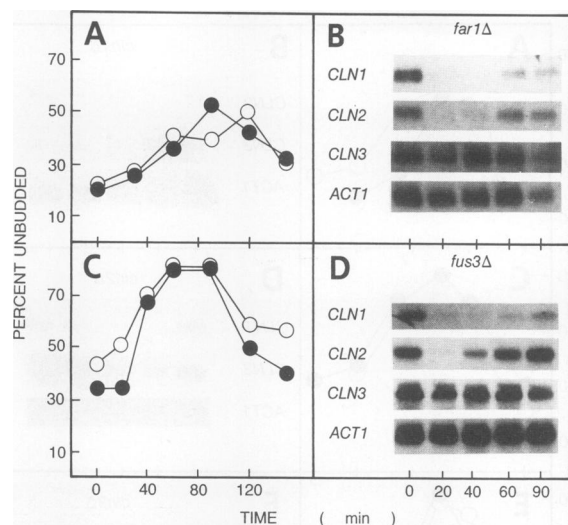 A
B
far1Δ
70
50
30
10
CLN1
CLN2
CLN3
ACT1
PERCENT UNBUDDED
C
D
fus3Δ
70
50
30
10
CLN1
CLN2
CLN3
ACT1
0 40 80 120
0 20 40 60 90
TIME ( min )